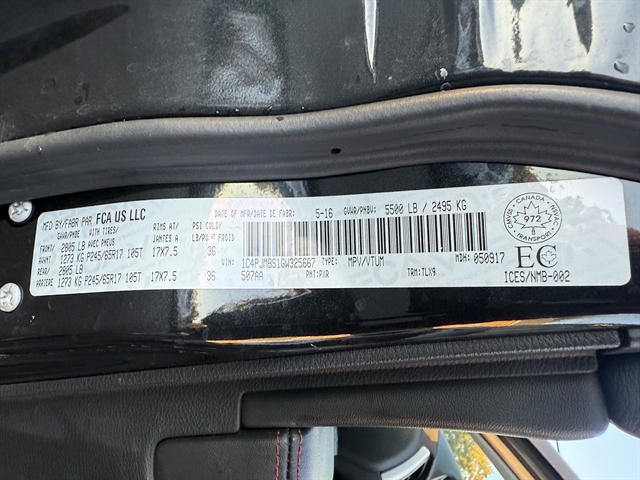 MFD BY/FABR PAR FCA US LLC
DATE OF MFR/DATE DE FABR: 5-16 GVWR/PNBV: 5500 LB / 2495 KG
GAWR/PNBE WITH TIRES/ RIMS AT/ PSI COLD/
FRONT: 2805 LB AVEC PNEUS JANTES A LB/PO² FROID
AVANT: 1273 KG P245/65R17 105T 17X7.5 36
REAR: 2805 LB
ARRIERE: 1273 KG P245/65R17 105T 17X7.5 36
VIN: 1C4PJMBS1GW325667 TYPE: MPV/VTUM MDH: 050917
507AA PNT: PXR TRM: TLX9
CANADA
972
EC
ICES/NMB-002